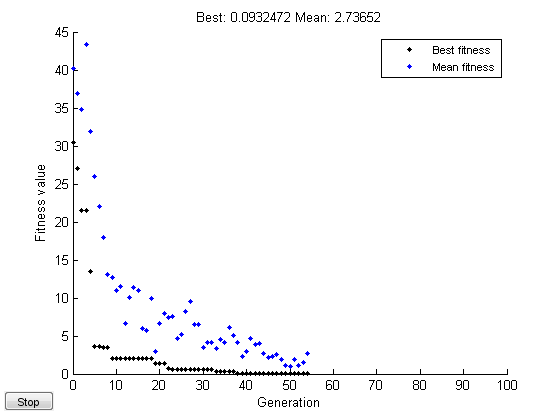 Best: 0.0932472 Mean: 2.73652
Best fitness
Mean fitness
Fitness value
45
40
35
30
25
20
15
10
5
0
0 10 20 30 40 50 60 70 80 90 100
Generation
Stop